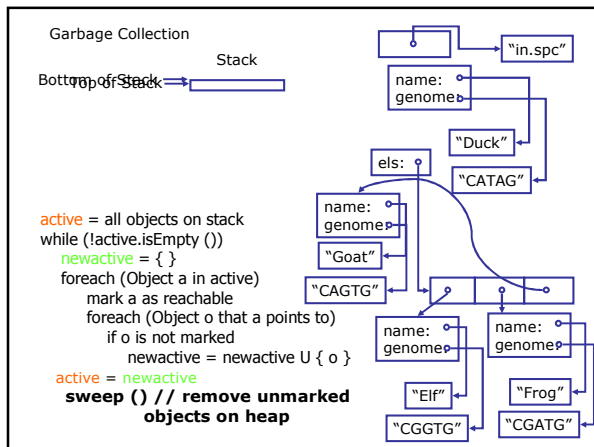 Garbage Collection
Stack
Bottom of Stack
Top of Stack
"in.spc"
name:
genome:
"Duck"
"CATAG"
els:
name:
genome:
"Goat"
"CAGTG"
name:
genome:
"Elf"
"CGGTG"
name:
genome:
"Frog"
"CGATG"
active = all objects on stack
while (!active.isEmpty ())
newactive = { }
foreach (Object a in active)
mark a as reachable
foreach (Object o that a points to)
if o is not marked
newactive = newactive U { o }
active = newactive
sweep () // remove unmarked
objects on heap